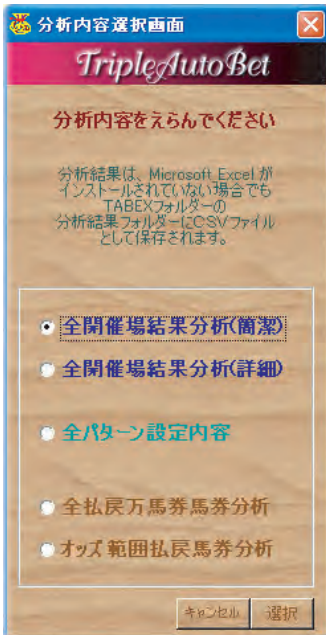 分析内容選択画面
TripleAutoBet
分析内容をえらんでください
分析結果は、Microsoft Excel が
インストールされていない場合でも
TABEXフォルダーの
分析結果フォルダーにCSVファイル
として保存されます。
全開催場結果分析(簡潔)
全開催場結果分析(詳細)
全パターン設定内容
全払戻万馬券馬券分析
オッズ範囲払戻馬券分析
キャンセル 選択